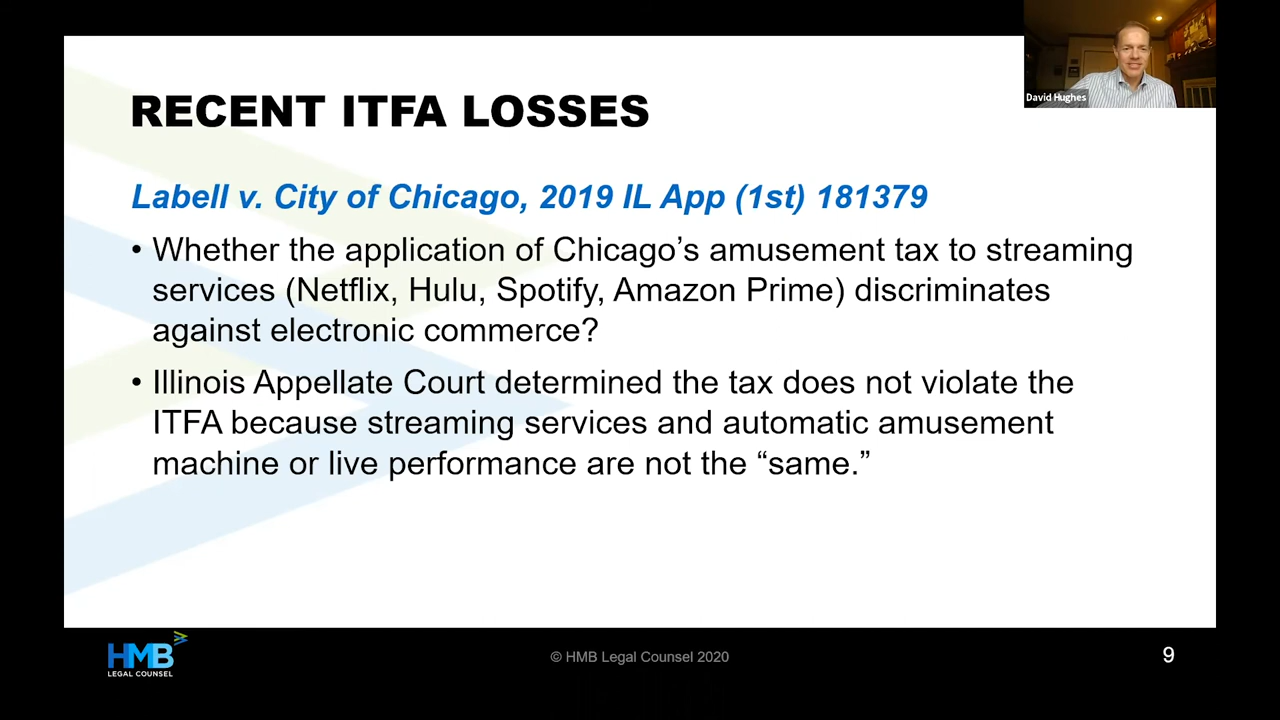 David Hughes
RECENT ITFA LOSSES
Labell v. City of Chicago, 2019 IL App (1st) 181379
• Whether the application of Chicago’s amusement tax to streaming
services (Netflix, Hulu, Spotify, Amazon Prime) discriminates
against electronic commerce?
• Illinois Appellate Court determined the tax does not violate the
ITFA because streaming services and automatic amusement
machine or live performance are not the “same.”
HMB
LEGAL COUNSEL
© HMB Legal Counsel 2020
9